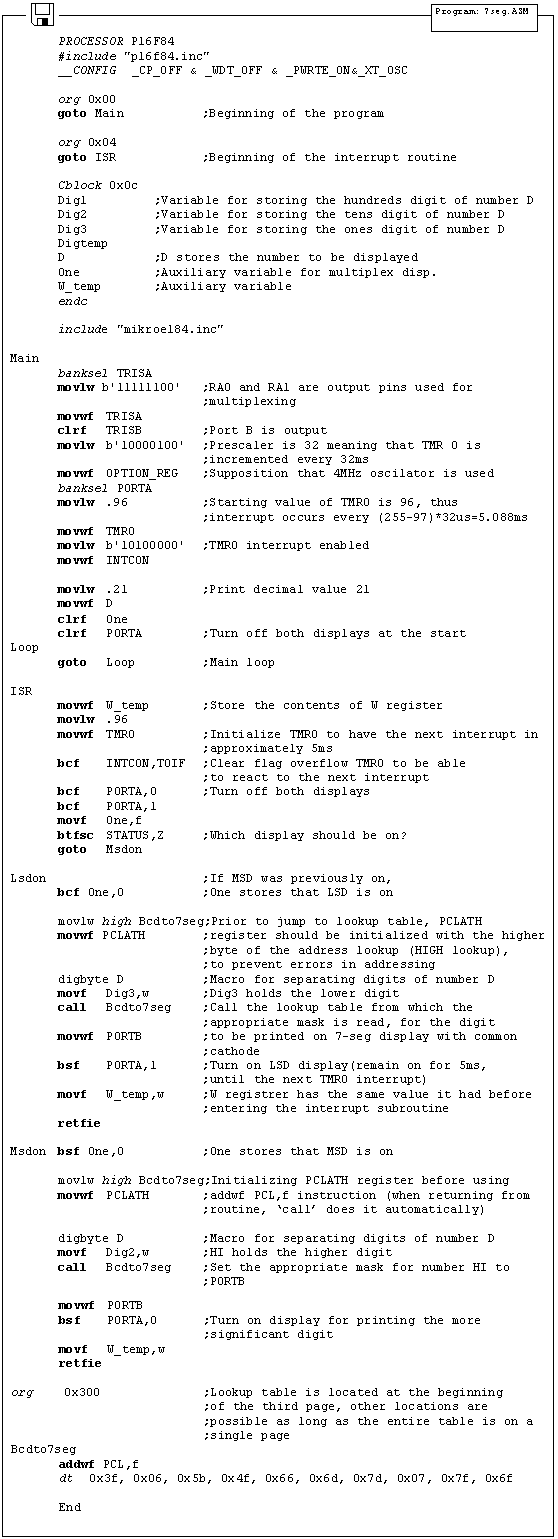 Program: 7seg.ASM
PROCESSOR P16F84
#include "p16f84.inc"
__CONFIG _CP_OFF & _WDT_OFF & _PWRTE_ON&_XT_OSC
org 0x00
goto Main ;Beginning of the program
org 0x04
goto ISR ;Beginning of the interrupt routine
Cblock 0x0c
Dig1 ;Variable for storing the hundreds digit of number D
Dig2 ;Variable for storing the tens digit of number D
Dig3 ;Variable for storing the ones digit of number D
Digtemp
D ;D stores the number to be displayed
One ;Auxiliary variable for multiplex disp.
W_temp ;Auxiliary variable
endc
include "mikroel84.inc"
Main
banksel TRISA
movlw b'11111100' ;RA0 and RA1 are output pins used for
;multiplexing
movwf TRISA
clrf TRISB ;Port B is output
movlw b'10000100' ;Prescaler is 32 meaning that TMR 0 is
;incremented every 32ms
movwf OPTION_REG ;Supposition that 4MHz oscilator is used
banksel PORTA
movlw .96 ;Starting value of TMR0 is 96, thus
;interrupt occurs every (255-97)*32us=5.088ms
movwf TMR0
movlw b'10100000' ;TMR0 interrupt enabled
movwf INTCON
movlw .21 ;Print decimal value 21
movwf D
clrf One
clrf PORTA ;Turn off both displays at the start
Loop
goto Loop ;Main loop
ISR
movwf W_temp ;Store the contents of W register
movlw .96
movwf TMR0 ;Initialize TMR0 to have the next interrupt in
;approximately 5ms
bcf INTCON,T0IF ;Clear flag overflow TMR0 to be able
;to react to the next interrupt
bcf PORTA,0 ;Turn off both displays
bcf PORTA,1
movf One,f
btfsc STATUS,Z ;Which display should be on?
goto Msdon
Lsdon ;If MSD was previously on,
bcf One,0 ;One stores that LSD is on
movlw high Bcdto7seg;Prior to jump to lookup table, PCLATH
movwf PCLATH ;register should be initialized with the higher
;byte of the address lookup (HIGH lookup),
;to prevent errors in addressing
digbyte D ;Macro for separating digits of number D
movf Dig3,w ;Dig3 holds the lower digit
call Bcdto7seg ;Call the lookup table from which the
;appropriate mask is read, for the digit
movwf PORTB ;to be printed on 7-seg display with common
;cathode
bsf PORTA,1 ;Turn on LSD display(remain on for 5ms,
;until the next TMR0 interrupt)
movf W_temp,w ;W registrer has the same value it had before
;entering the interrupt subroutine
retfie
Msdon bsf One,0 ;One stores that MSD is on
movlw high Bcdto7seg;Initializing PCLATH register before using
movwf PCLATH ;addwf PCL,f instruction (when returning from
;routine, 'call' does it automatically)
digbyte D ;Macro for separating digits of number D
movf Dig2,w ;HI holds the higher digit
call Bcdto7seg ;Set the appropriate mask for number HI to
;PORTB
movwf PORTB
bsf PORTA,0 ;Turn on display for printing the more
;significant digit
movf W_temp,w
retfie
org 0x300 ;Lookup table is located at the beginning
;of the third page, other locations are
;possible as long as the entire table is on a
;single page
Bcdto7seg
addwf PCL,f
dt 0x3f, 0x06, 0x5b, 0x4f, 0x66, 0x6d, 0x7d, 0x07, 0x7f, 0x6f
End